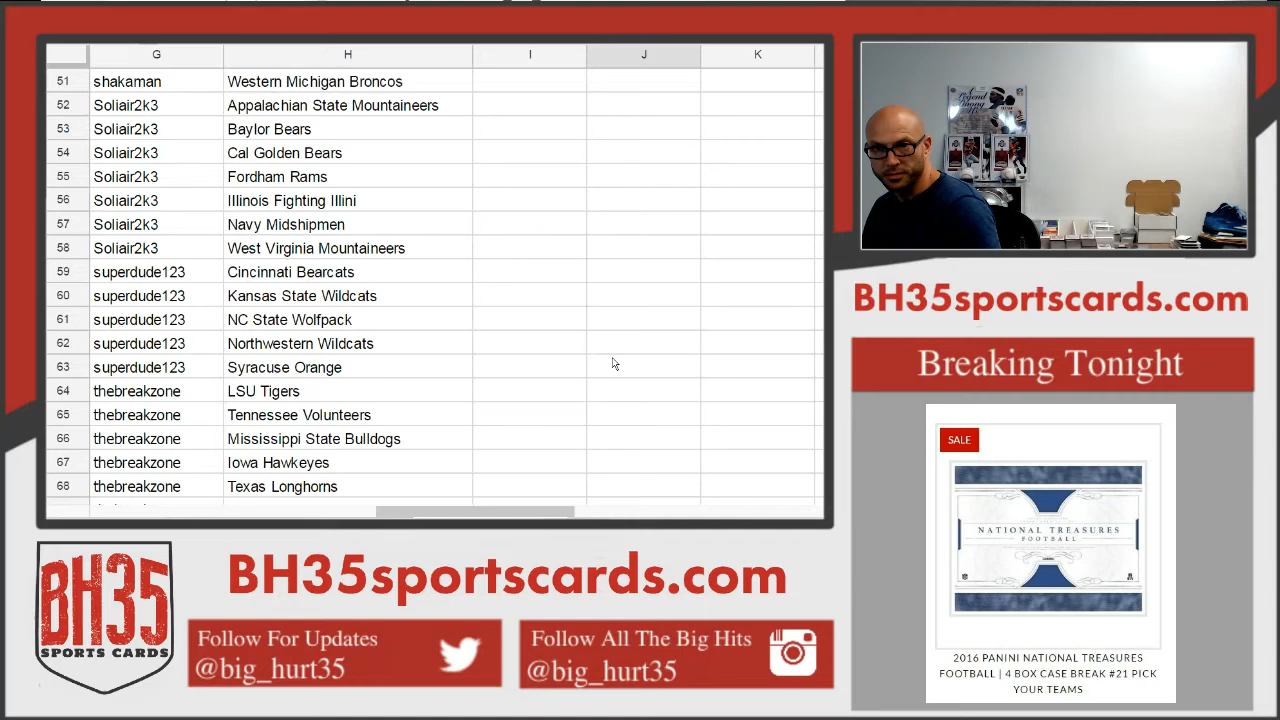 G H I J K
51 shakaman Western Michigan Broncos
52 Soliair2k3 Appalachian State Mountaineers
53 Soliair2k3 Baylor Bears
54 Soliair2k3 Cal Golden Bears
55 Soliair2k3 Fordham Rams
56 Soliair2k3 Illinois Fighting Illini
57 Soliair2k3 Navy Midshipmen
58 Soliair2k3 West Virginia Mountaineers
59 superdude123 Cincinnati Bearcats
60 superdude123 Kansas State Wildcats
61 superdude123 NC State Wolfpack
62 superdude123 Northwestern Wildcats
63 superdude123 Syracuse Orange
64 thebreakzone LSU Tigers
65 thebreakzone Tennessee Volunteers
66 thebreakzone Mississippi State Bulldogs
67 thebreakzone Iowa Hawkeyes
68 thebreakzone Texas Longhorns
Legend
Among
BH35sportscards.com
Breaking Tonight
SALE
NATIONAL TREASURES
FOOTBALL
2016 PANINI NATIONAL TREASURES
FOOTBALL | 4 BOX CASE BREAK #21 PICK
YOUR TEAMS
BH35
SPORTS CARDS
BH35sportscards.com
Follow For Updates
@big_hurt35
Follow All The Big Hits
@big_hurt35